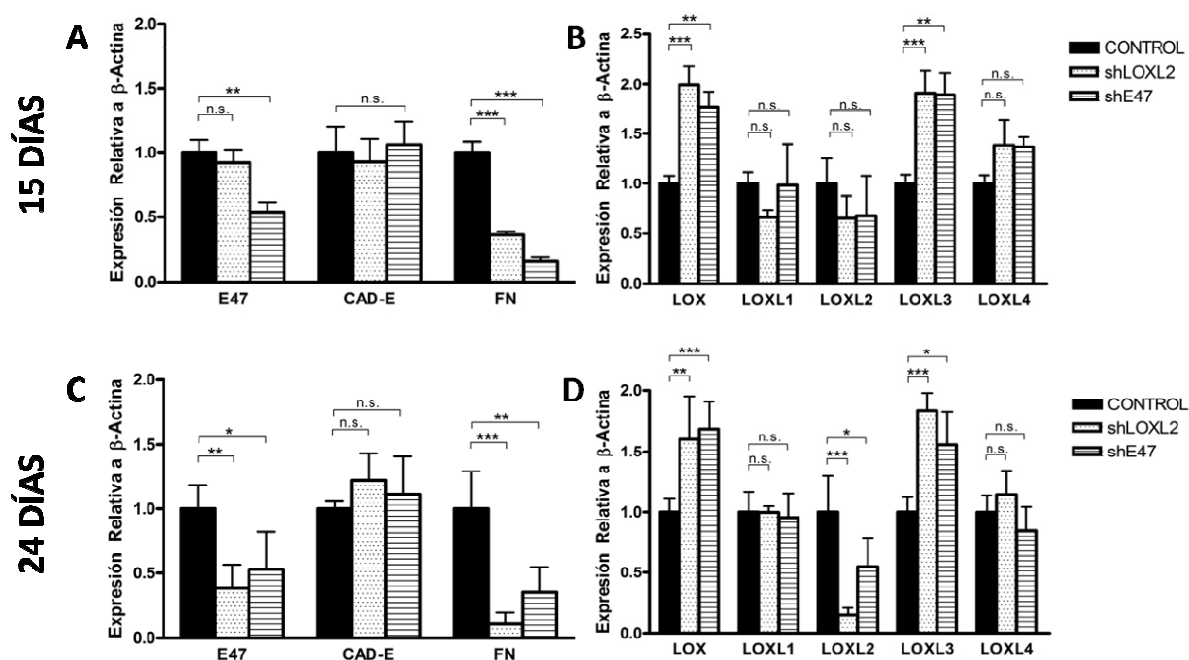 15 DÍAS
A
Expresión Relativa a β-Actina
2.0
1.5
1.0
0.5
0.0
**
n.s.
n.s.
***
***
E47 CAD-E FN
B
Expresión Relativa a β-Actina
2.5
2.0
1.5
1.0
0.5
0.0
**
***
n.s.
n.s.
n.s.
n.s.
**
***
n.s.
n.s.
LOX LOXL1 LOXL2 LOXL3 LOXL4
CONTROL
shLOXL2
shE47
24 DÍAS
C
Expresión Relativa a β-Actina
2.0
1.5
1.0
0.5
0.0
*
**
n.s.
n.s.
**
***
E47 CAD-E FN
D
Expresión Relativa a β-Actina
2.0
1.5
1.0
0.5
0.0
***
**
n.s.
n.s.
*
***
*
***
n.s.
n.s.
LOX LOXL1 LOXL2 LOXL3 LOXL4
CONTROL
shLOXL2
shE47